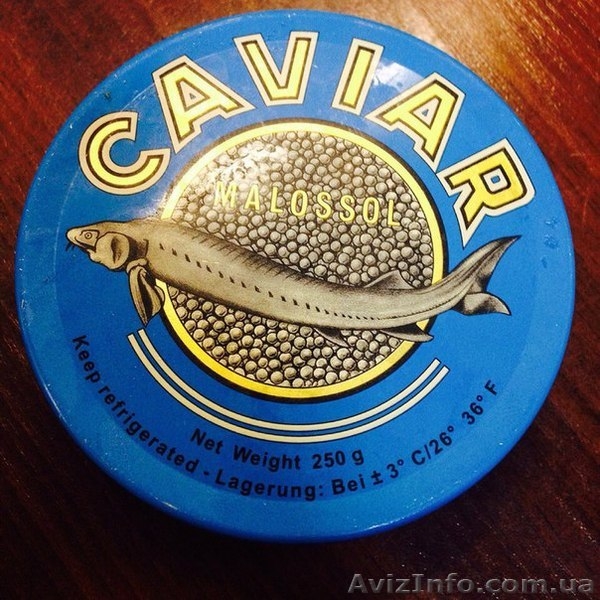 CAVIAR
MALOSSOL
Net Weight 250 g
Keep refrigerated - Lagerung: Bei ± 3° C/26° 36° F
AvizInfo.com.ua